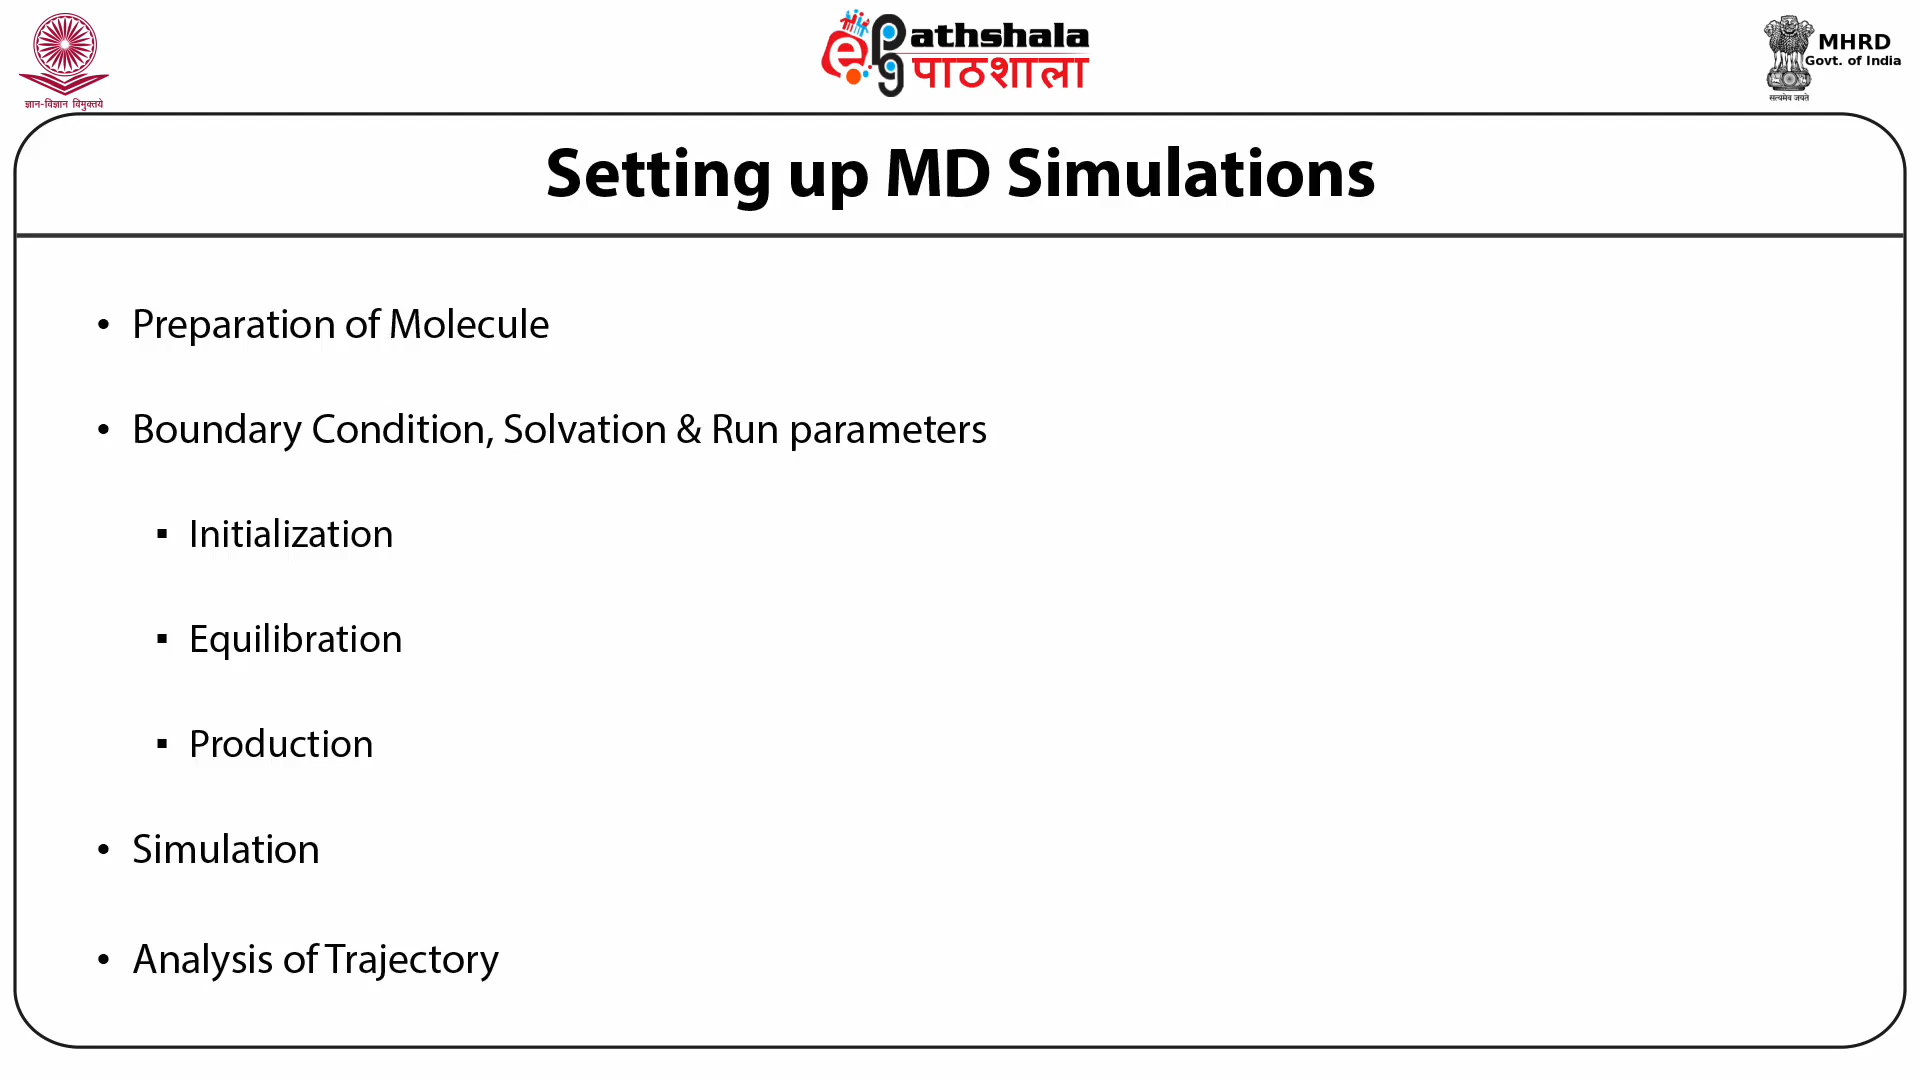 ज्ञान-विज्ञान विमुक्तये
ePathshala
पाठशाला
MHRD
Govt. of India
सत्यमेव जयते
Setting up MD Simulations
• Preparation of Molecule
• Boundary Condition, Solvation & Run parameters
▪ Initialization
▪ Equilibration
▪ Production
• Simulation
• Analysis of Trajectory